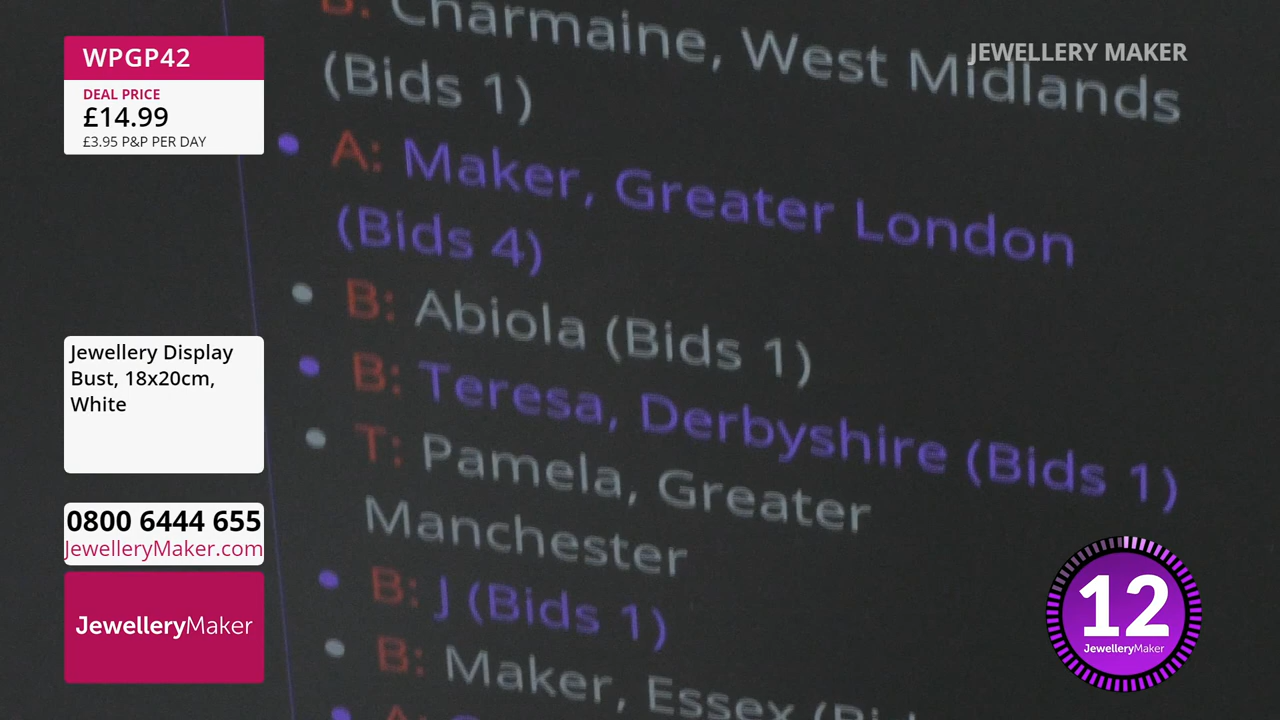 WPGP42
DEAL PRICE
£14.99
£3.95 P&P PER DAY
JEWELLERY MAKER
B: Charmaine, West Midlands
(Bids 1)
A: Maker, Greater London
(Bids 4)
B: Abiola (Bids 1)
B: Teresa, Derbyshire (Bids 1)
T: Pamela, Greater
Manchester
B: J (Bids 1)
B: Maker, Essex
Jewellery Display
Bust, 18x20cm,
White
0800 6444 655
JewelleryMaker.com
JewelleryMaker
12
JewelleryMaker